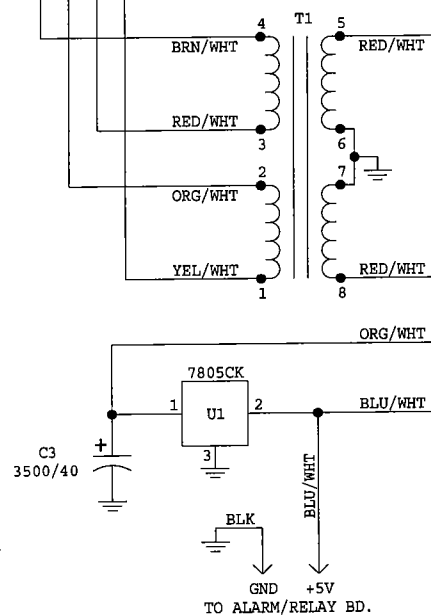 T1
4 5
BRN/WHT RED/WHT
RED/WHT
3 6
2 7
ORG/WHT
YEL/WHT RED/WHT
1 8
ORG/WHT
7805CK
1 U1 2 BLU/WHT
3
+
C3
3500/40
BLU/WHT
BLK
GND +5V
TO ALARM/RELAY BD.